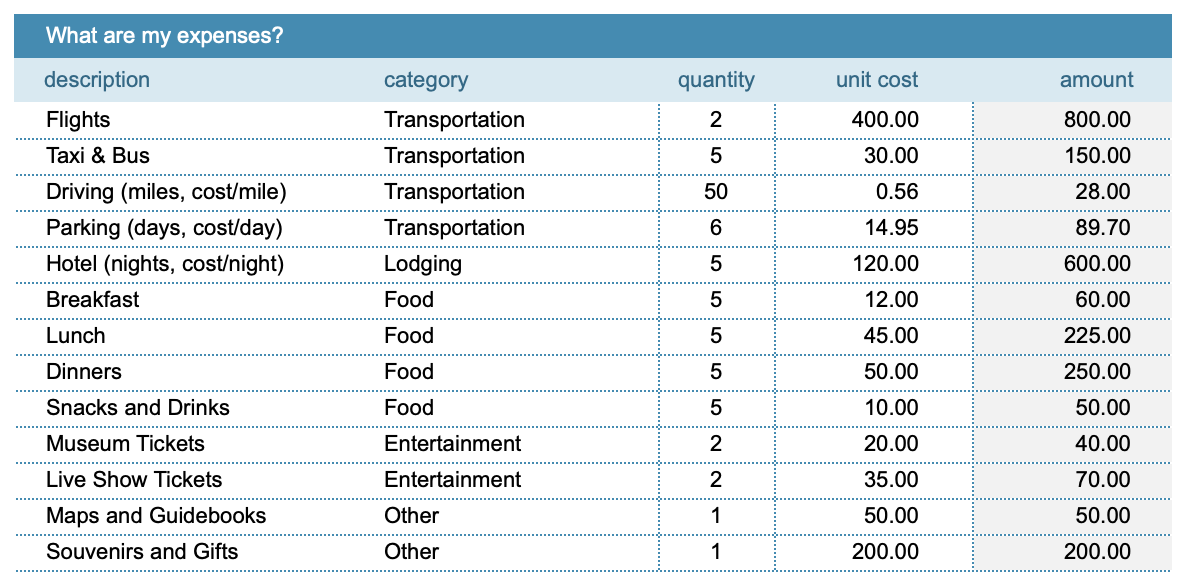 What are my expenses?
description category quantity unit cost amount
Flights Transportation 2 400.00 800.00
Taxi & Bus Transportation 5 30.00 150.00
Driving (miles, cost/mile) Transportation 50 0.56 28.00
Parking (days, cost/day) Transportation 6 14.95 89.70
Hotel (nights, cost/night) Lodging 5 120.00 600.00
Breakfast Food 5 12.00 60.00
Lunch Food 5 45.00 225.00
Dinners Food 5 50.00 250.00
Snacks and Drinks Food 5 10.00 50.00
Museum Tickets Entertainment 2 20.00 40.00
Live Show Tickets Entertainment 2 35.00 70.00
Maps and Guidebooks Other 1 50.00 50.00
Souvenirs and Gifts Other 1 200.00 200.00